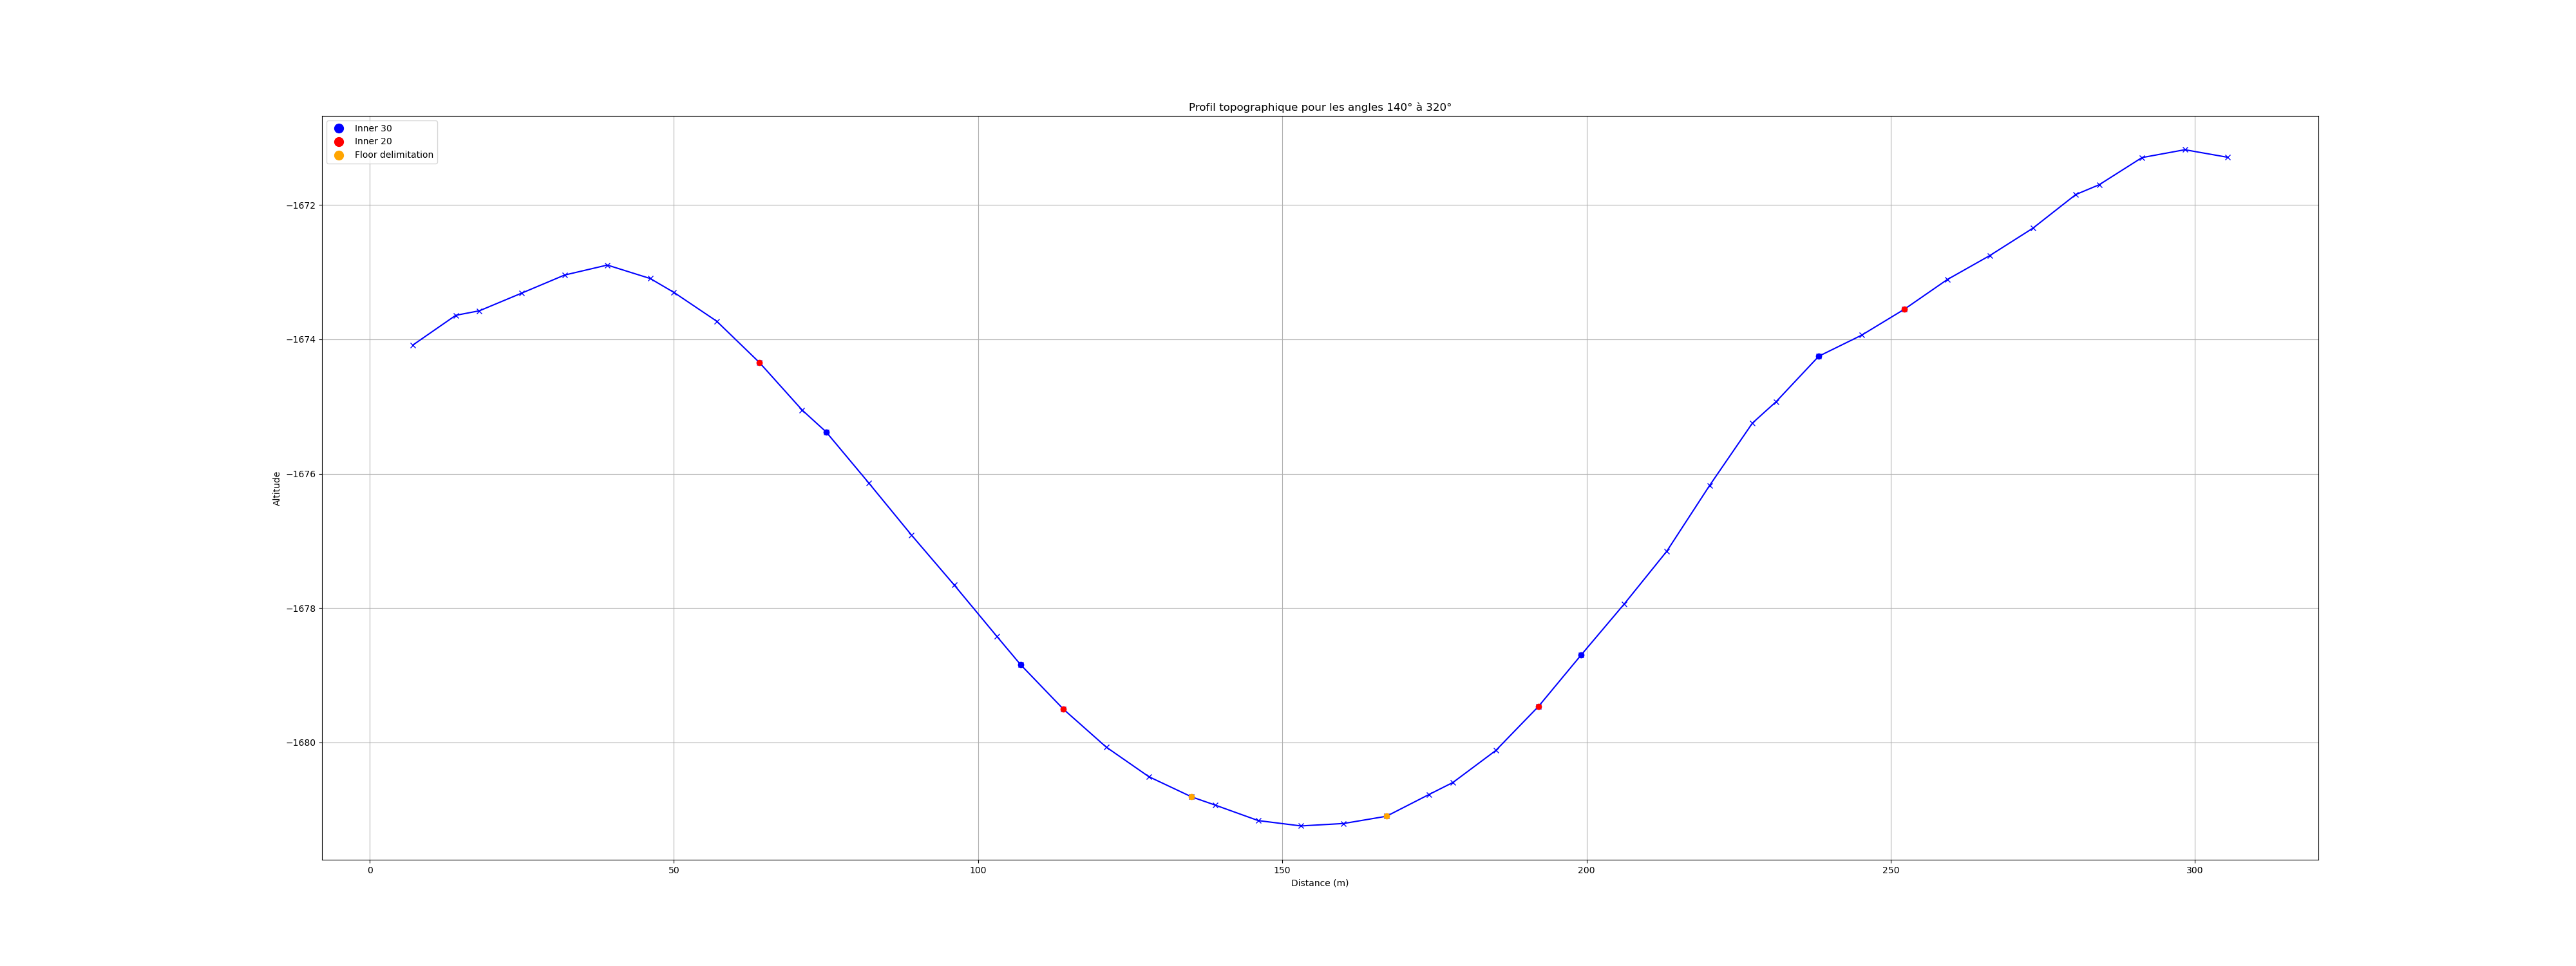 Profil topographique pour les angles 140° à 320°
Inner 30
Inner 20
Floor delimitation
−1672
−1674
−1676
−1678
−1680
Altitude
0 50 100 150 200 250 300
Distance (m)